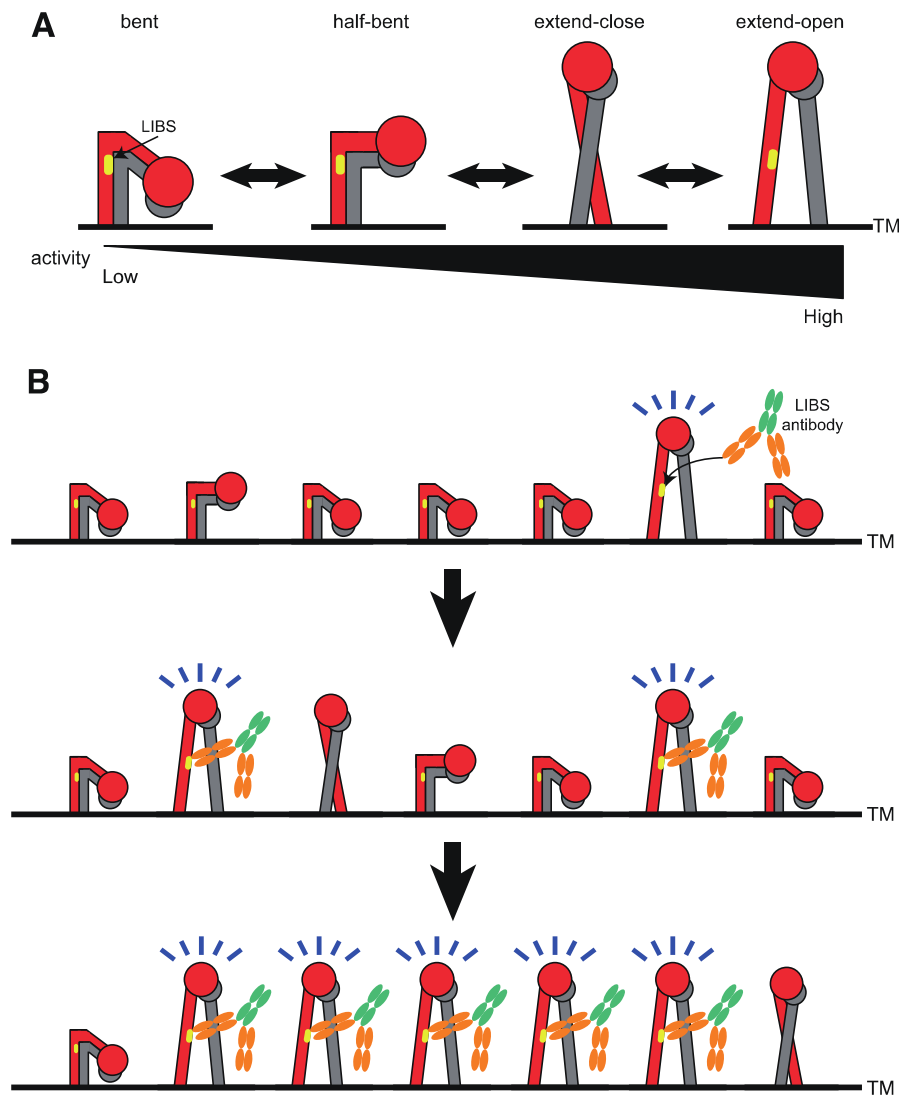 A
bent
half-bent
extend-close
extend-open
LIBS
TM
activity
Low
High
B
LIBS
antibody
TM
TM
TM